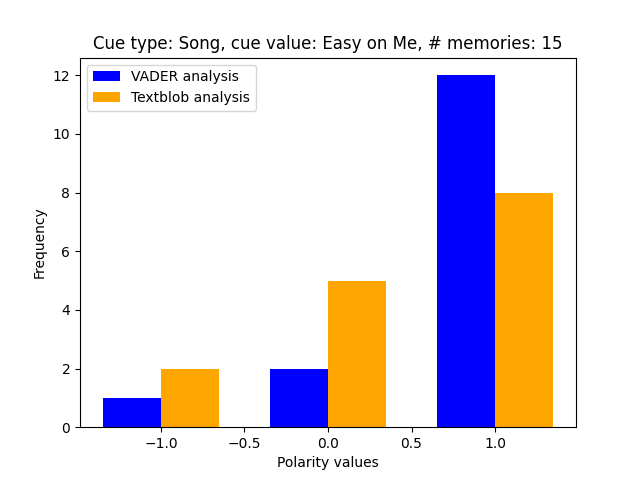 Cue type: Song, cue value: Easy on Me, # memories: 15
VADER analysis
Textblob analysis
Frequency
12
10
8
6
4
2
0
−1.0 −0.5 0.0 0.5 1.0
Polarity values